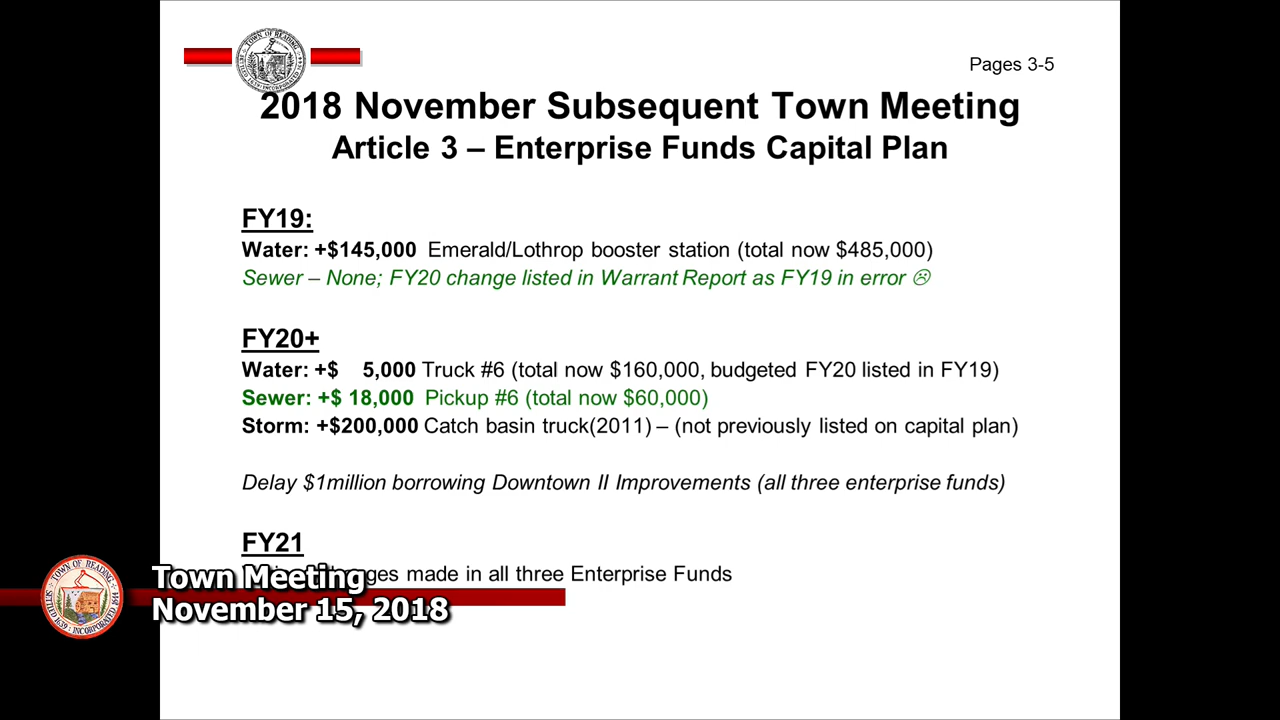 Pages 3-5
2018 November Subsequent Town Meeting
Article 3 – Enterprise Funds Capital Plan
FY19:
Water: +$145,000 Emerald/Lothrop booster station (total now $485,000)
Sewer – None; FY20 change listed in Warrant Report as FY19 in error ☹
FY20+
Water: +$ 5,000 Truck #6 (total now $160,000, budgeted FY20 listed in FY19)
Sewer: +$ 18,000 Pickup #6 (total now $60,000)
Storm: +$200,000 Catch basin truck(2011) – (not previously listed on capital plan)
Delay $1million borrowing Downtown II Improvements (all three enterprise funds)
FY21
made in all three Enterprise Funds
TOWN OF READING
Town Meeting
November 15, 2018